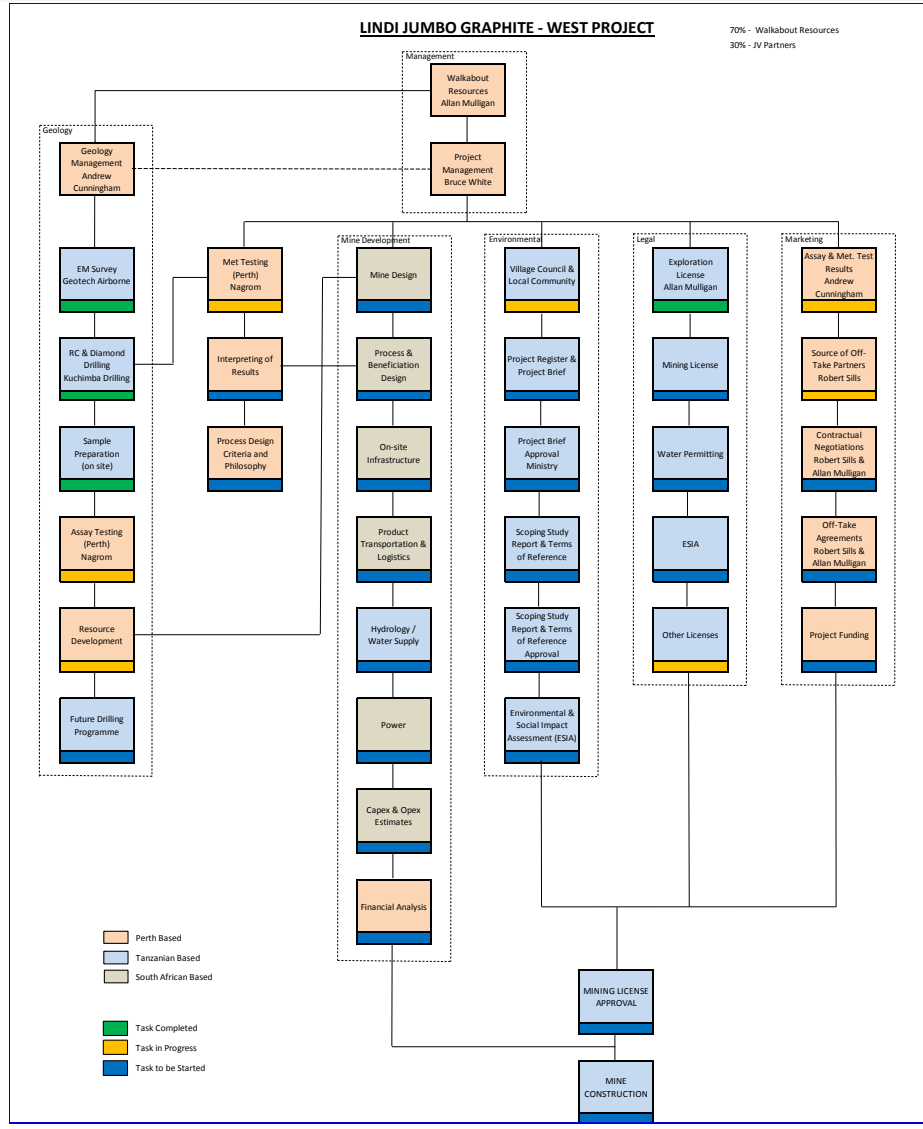 LINDI JUMBO GRAPHITE - WEST PROJECT
70% - Walkabout Resources
30% - JV Partners
Management
Walkabout
Resources
Allan Mulligan
Geology
Geology
Management
Andrew
Cunningham
Project
Management
Bruce White
Mine Development
Environmental
Legal
Marketing
EM Survey
Geotech Airborne
Met Testing
(Perth)
Nagrom
Mine Design
Village Council &
Local Community
Exploration
License
Allan Mulligan
Assay & Met. Test
Results
Andrew
Cunningham
RC & Diamond
Drilling
Kuchimba Drilling
Interpreting of
Results
Process &
Beneficiation
Design
Project Register &
Project Brief
Mining License
Source of Off-
Take Partners
Robert Sills
Sample
Preparation
(on site)
Process Design
Criteria and
Philosophy
On-site
Infrastructure
Project Brief
Approval
Ministry
Water Permitting
Contractual
Negotiations
Robert Sills &
Allan Mulligan
Assay Testing
(Perth)
Nagrom
Product
Transportation &
Logistics
Scoping Study
Report & Terms
of Reference
ESIA
Off-Take
Agreements
Robert Sills &
Allan Mulligan
Resource
Development
Hydrology /
Water Supply
Scoping Study
Report & Terms
of Reference
Approval
Other Licenses
Project Funding
Future Drilling
Programme
Power
Environmental &
Social Impact
Assessment (ESIA)
Capex & Opex
Estimates
Financial Analysis
Perth Based
Tanzanian Based
South African Based
Task Completed
Task in Progress
Task to be Started
MINING LICENSE
APPROVAL
MINE
CONSTRUCTION